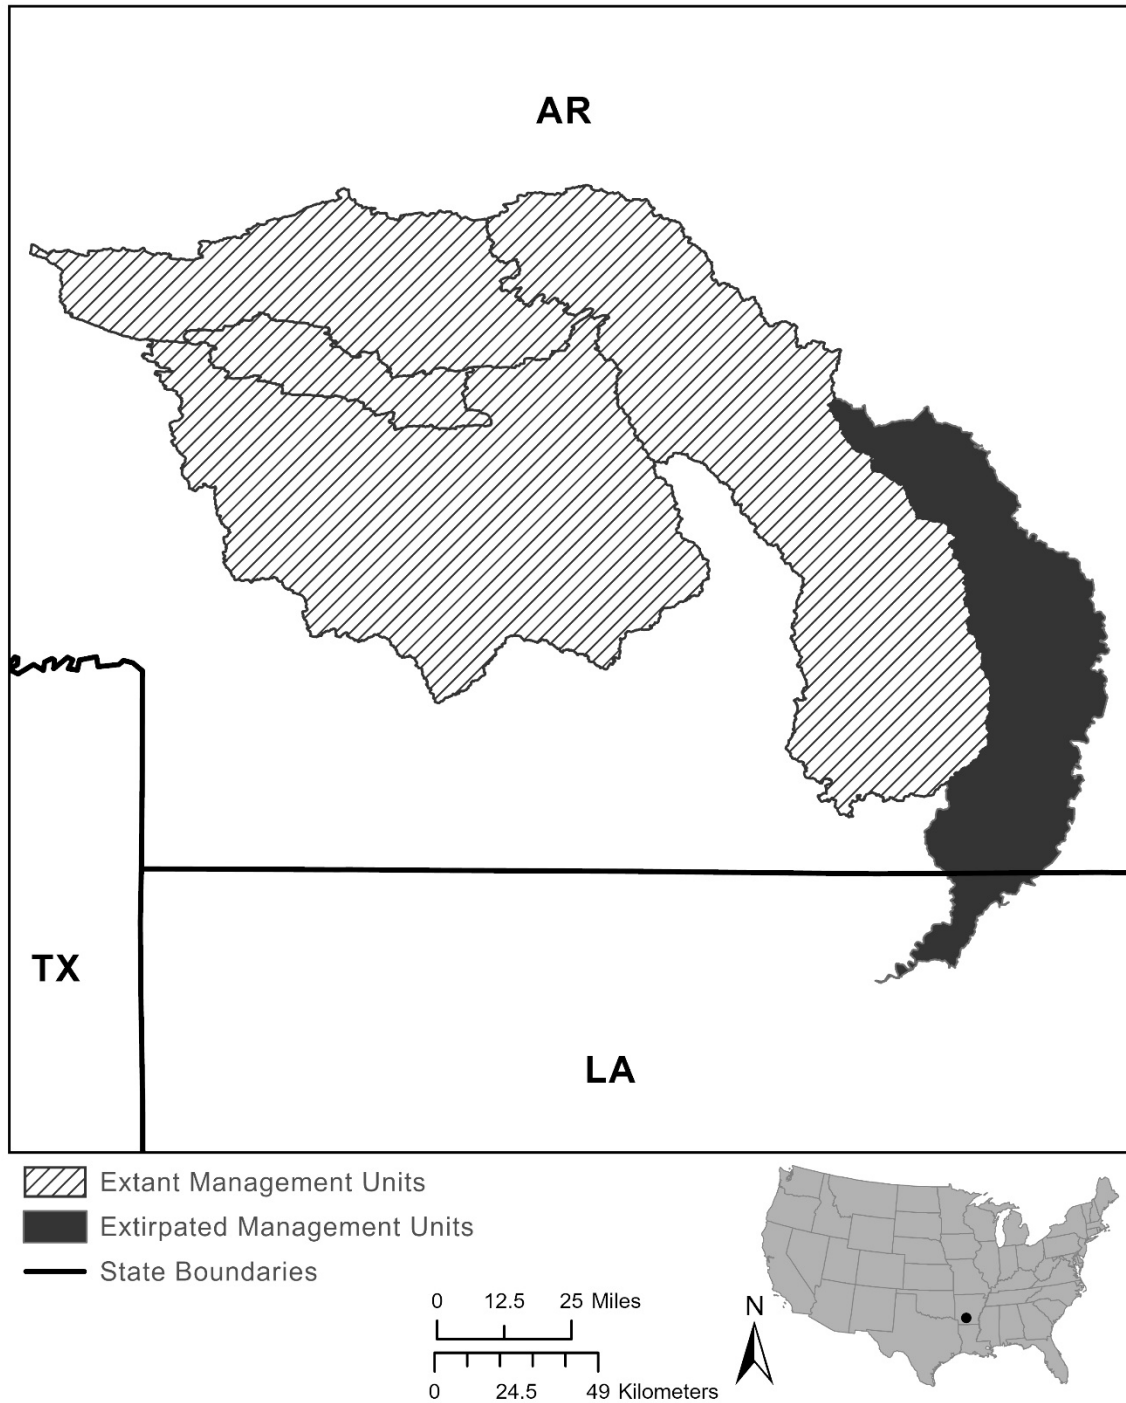 AR
TX
LA
Extant Management Units
Extirpated Management Units
State Boundaries
0 12.5 25 Miles
0 24.5 49 Kilometers
N